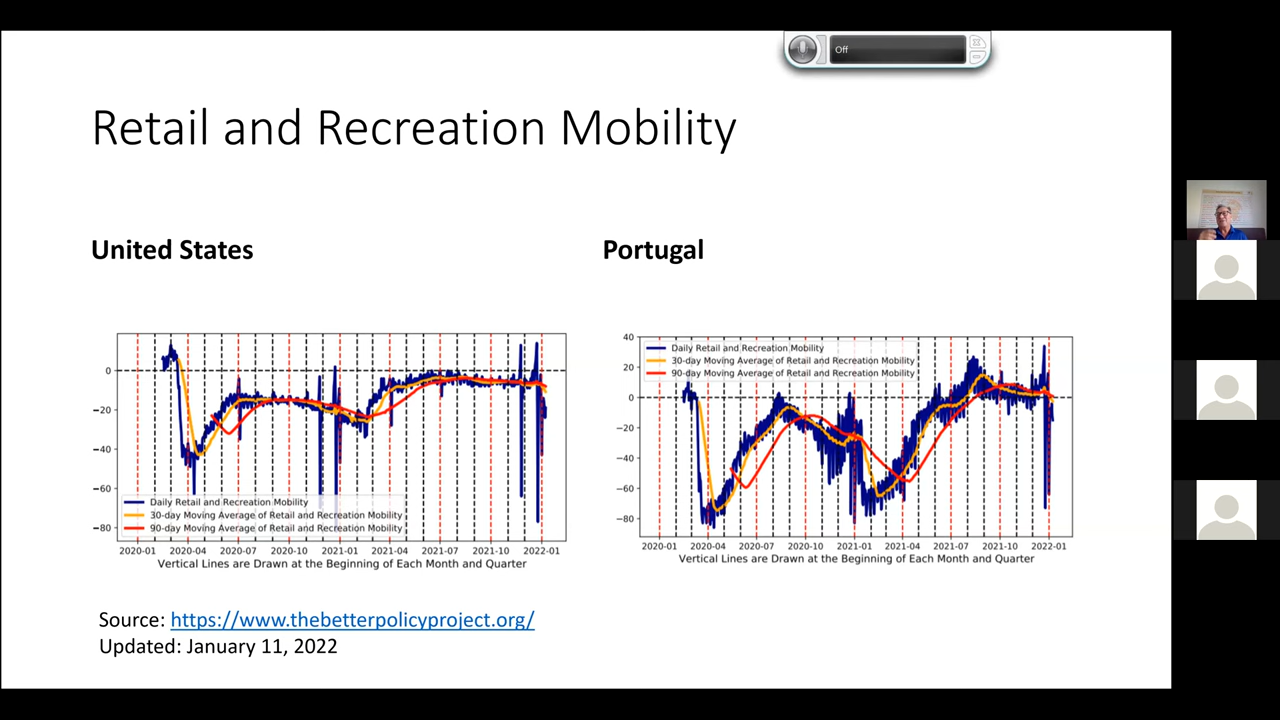 Off
Retail and Recreation Mobility
United States
Portugal
0
−20
−40
−60
−80
Daily Retail and Recreation Mobility
30-day Moving Average of Retail and Recreation Mobility
90-day Moving Average of Retail and Recreation Mobility
2020-01 2020-04 2020-07 2020-10 2021-01 2021-04 2021-07 2021-10 2022-01
Vertical Lines are Drawn at the Beginning of Each Month and Quarter
40
20
0
−20
−40
−60
−80
Daily Retail and Recreation Mobility
30-day Moving Average of Retail and Recreation Mobility
90-day Moving Average of Retail and Recreation Mobility
2020-01 2020-04 2020-07 2020-10 2021-01 2021-04 2021-07 2021-10 2022-01
Vertical Lines are Drawn at the Beginning of Each Month and Quarter
Source: https://www.thebetterpolicyproject.org/
Updated: January 11, 2022